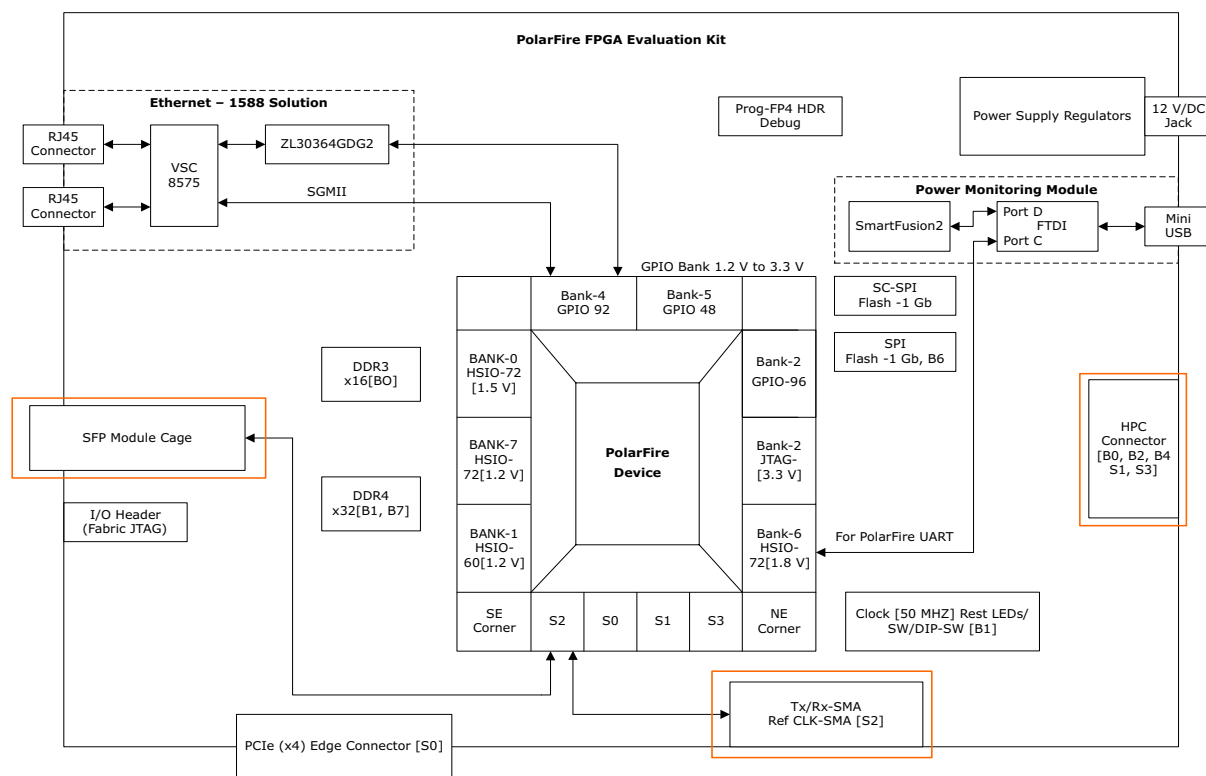 PolarFire FPGA Evaluation Kit
Ethernet – 1588 Solution
RJ45
Connector
RJ45
Connector
VSC
8575
ZL30364GDG2
SGMII
Prog-FP4 HDR
Debug
Power Supply Regulators
12 V/DC
Jack
Power Monitoring Module
SmartFusion2
Port D
FTDI
Port C
Mini
USB
GPIO Bank 1.2 V to 3.3 V
Bank-4
GPIO 92
Bank-5
GPIO 48
SC-SPI
Flash -1 Gb
SPI
Flash -1 Gb, B6
DDR3
x16[BO]
BANK-0
HSIO-72
[1.5 V]
Bank-2
GPIO-96
SFP Module Cage
BANK-7
HSIO-
72[1.2 V]
PolarFire
Device
Bank-2
JTAG-
[3.3 V]
HPC
Connector
[B0, B2, B4
S1, S3]
DDR4
x32[B1, B7]
I/O Header
(Fabric JTAG)
BANK-1
HSIO-
60[1.2 V]
Bank-6
HSIO-
72[1.8 V]
For PolarFire UART
SE
Corner
S2
S0
S1
S3
NE
Corner
Clock [50 MHZ] Rest LEDs/
SW/DIP-SW [B1]
Tx/Rx-SMA
Ref CLK-SMA [S2]
PCIe (x4) Edge Connector [S0]